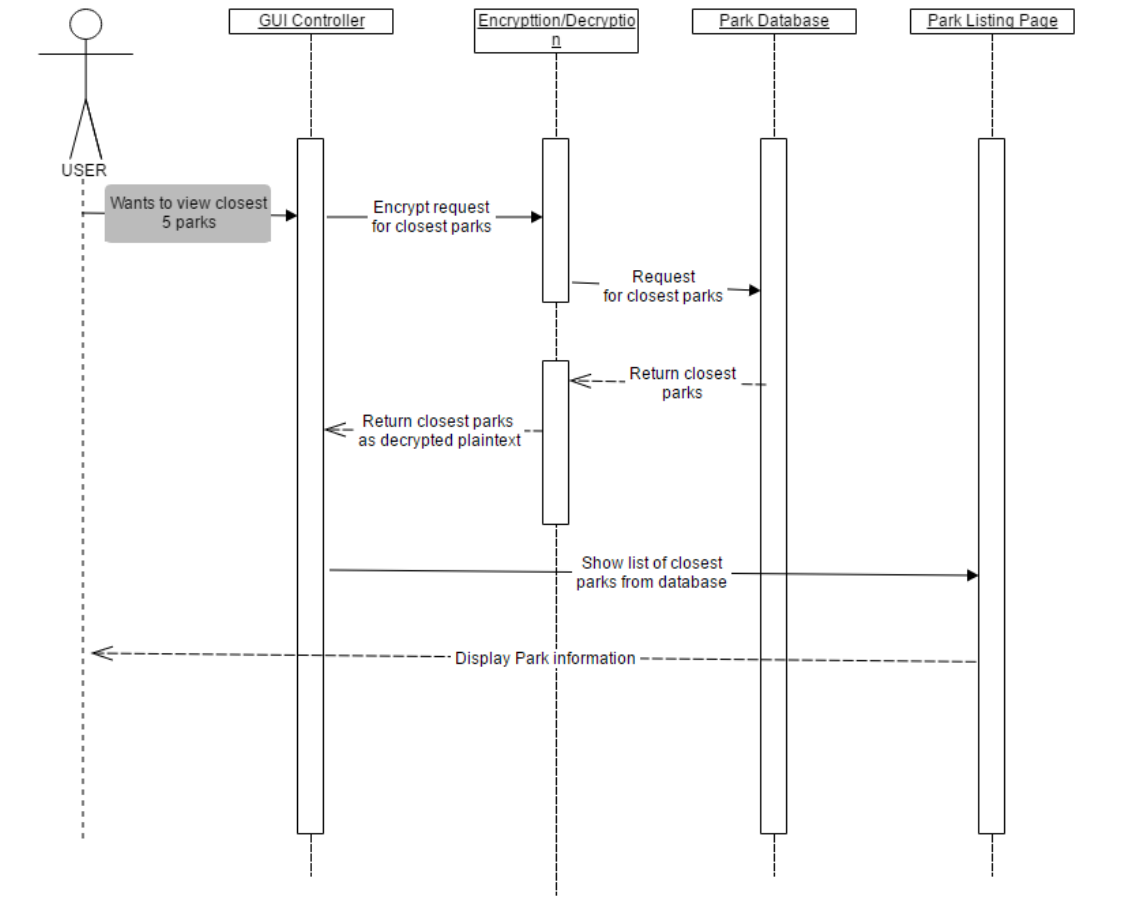 GUI Controller
Encrypttion/Decryptio
n
Park Database
Park Listing Page
USER
Wants to view closest
5 parks
Encrypt request
for closest parks
Request
for closest parks
Return closest
parks
Return closest parks
as decrypted plaintext
Show list of closest
parks from database
Display Park information